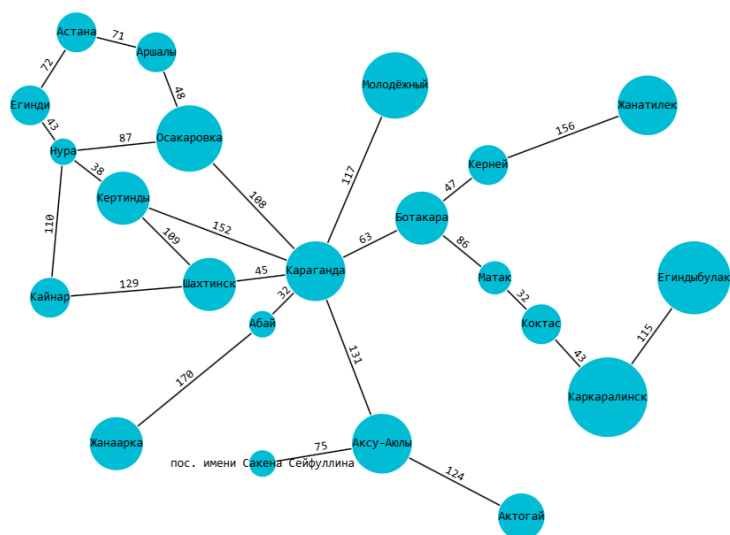 Астана
71
Аршалы
72
48
Егинди
43
Нура
87
Осакаровка
38
Кертинды
110
108
152
109
Кайнар
129
Шахтинск
45
Караганда
Молодёжный
117
63
Ботакара
47
Керней
156
Жанатилек
86
Матак
32
Коктас
43
Каркаралинск
115
Егиндыбулак
32
Абай
170
Жанаарка
131
Аксу-Аюлы
75
пос. имени Сакена Сейфуллина
124
Актогай